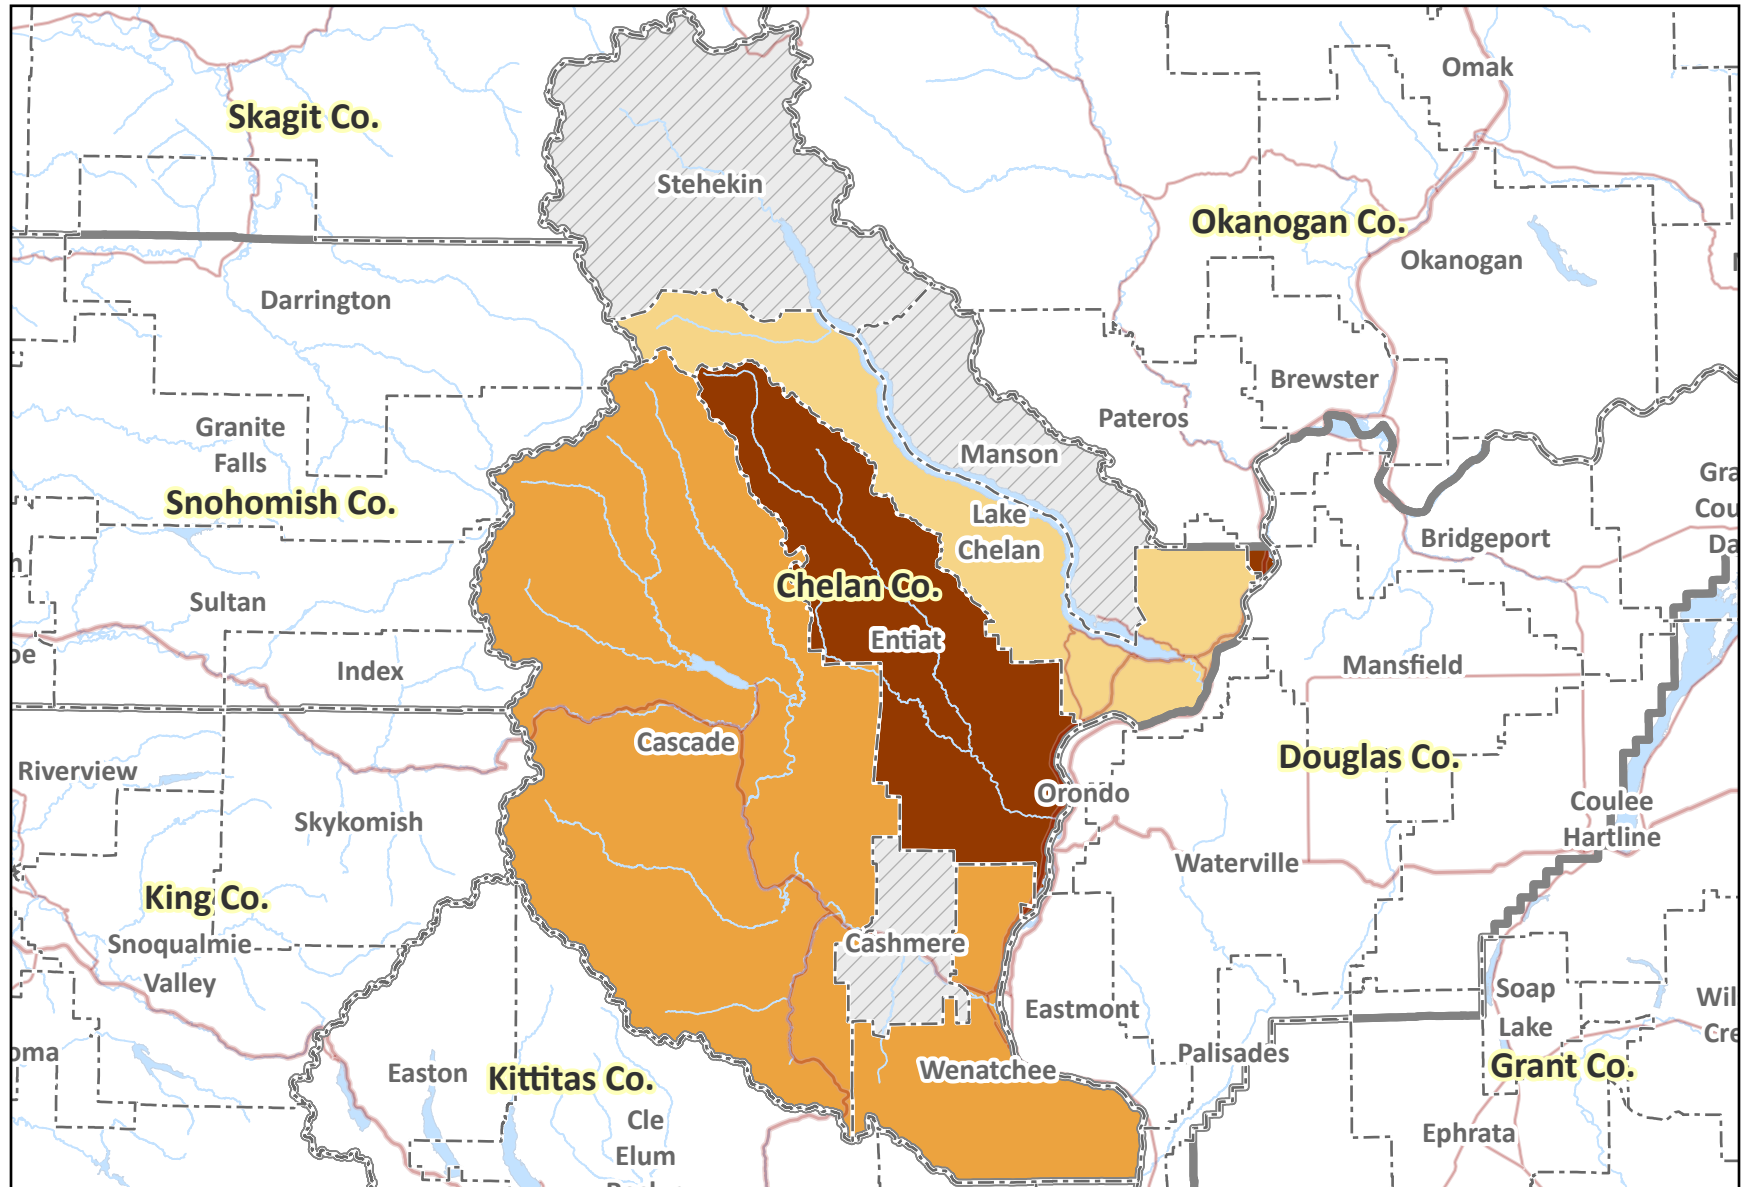 Omak
Skagit Co.
Stehekin
Okanogan Co.
Okanogan
Darrington
Brewster
Pateros
Granite
Falls
Manson
Snohomish Co.
Lake
Chelan
Bridgeport
Chelan Co.
Sultan
Entiat
Index
Mansfield
Cascade
Douglas Co.
Riverview
Orondo
Skykomish
Coulee
Hartline
Waterville
King Co.
Snoqualmie
Valley
Cashmere
Eastmont
Soap
Lake
Palisades
Easton
Kittitas Co.
Wenatchee
Grant Co.
Cle
Elum
Ephrata